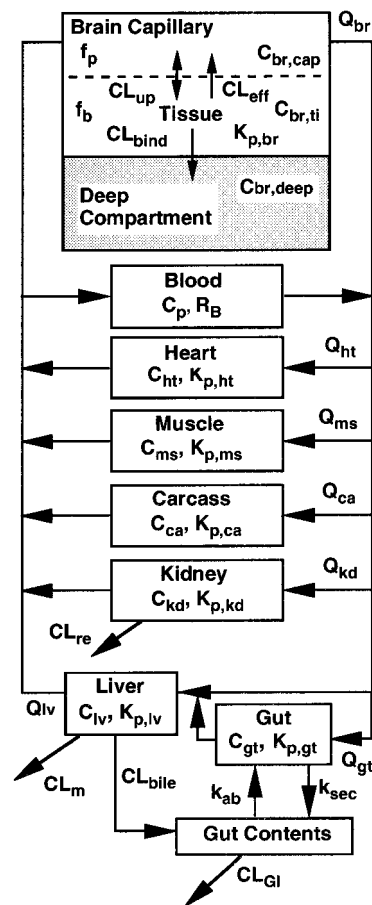 Brain Capillary
Q_br
f_p
C_br,cap
CL_up
CL_eff
f_b
Tissue
C_br,ti
CL_bind
K_p,br
C_br,deep
Deep
Compartment
Blood
C_p, R_B
Heart
Q_ht
C_ht, K_p,ht
Muscle
Q_ms
C_ms, K_p,ms
Carcass
Q_ca
C_ca, K_p,ca
Kidney
Q_kd
C_kd, K_p,kd
CL_re
Liver
Q_lv
C_lv, K_p,lv
Gut
C_gt, K_p,gt
Q_gt
CL_m
CL_bile
k_ab
k_sec
Gut Contents
CL_GI